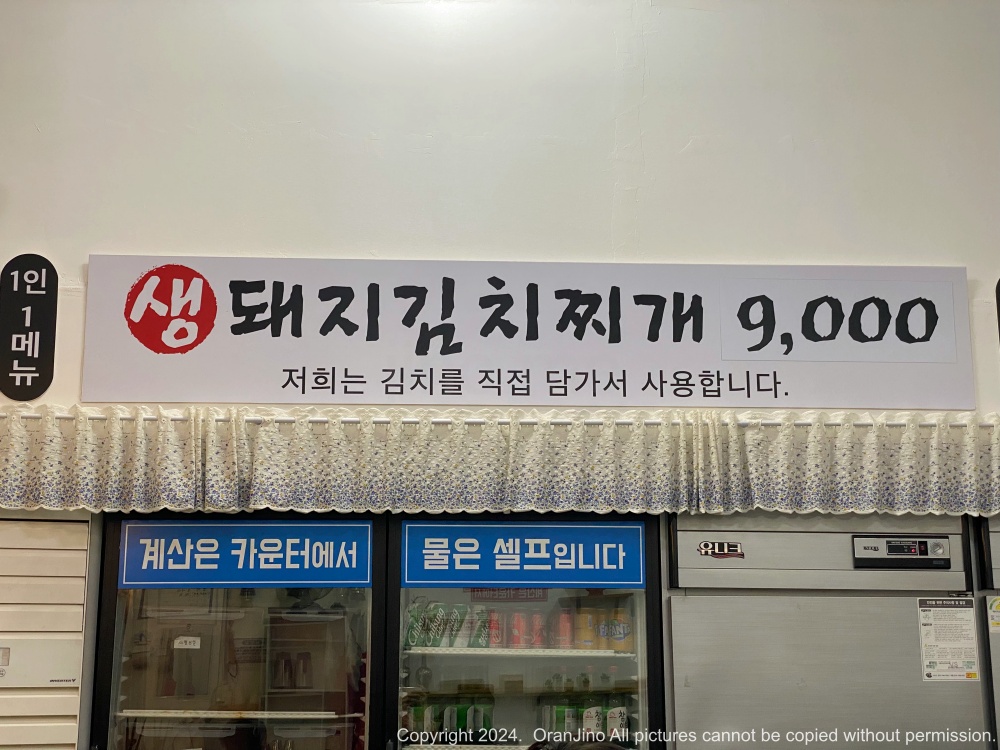 1인
1
메
뉴
생돼지김치찌개 9,000
저희는 김치를 직접 담가서 사용합니다.
계산은 카운터에서
물은 셀프입니다
유니크
Copyright 2024. OranJino All pictures cannot be copied without permission.